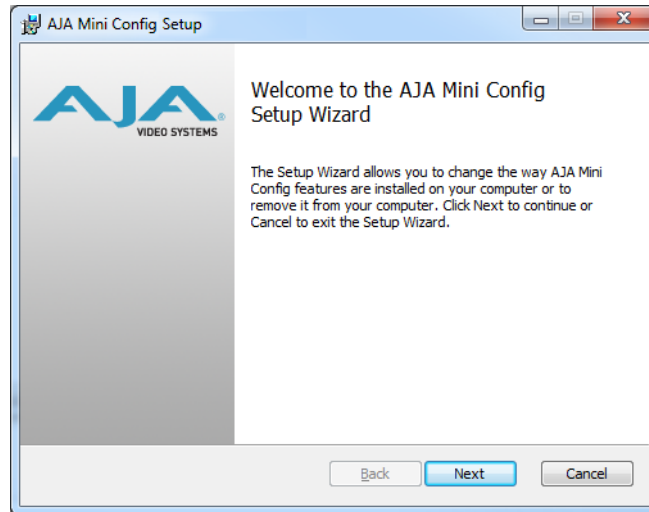 AJA Mini Config Setup
AJA
VIDEO SYSTEMS
Welcome to the AJA Mini Config
Setup Wizard
The Setup Wizard allows you to change the way AJA Mini
Config features are installed on your computer or to
remove it from your computer. Click Next to continue or
Cancel to exit the Setup Wizard.
Back
Next
Cancel